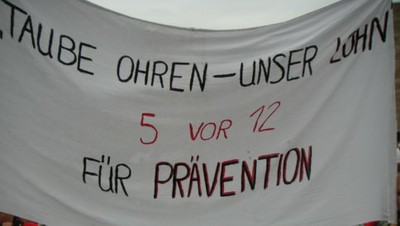 TAUBE OHREN – UNSER LOHN
5 VOR 12
FÜR PRÄVENTION